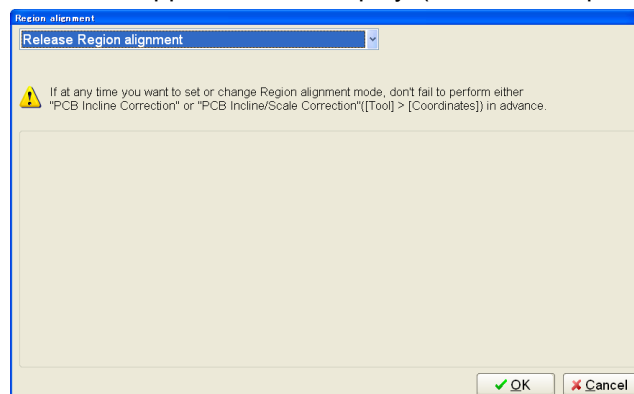 Region alignment
Release Region alignment
If at any time you want to set or change Region alignment mode, don't fail to perform either
"PCB Incline Correction" or "PCB Incline/Scale Correction"([Tool] > [Coordinates]) in advance.
OK
Cancel